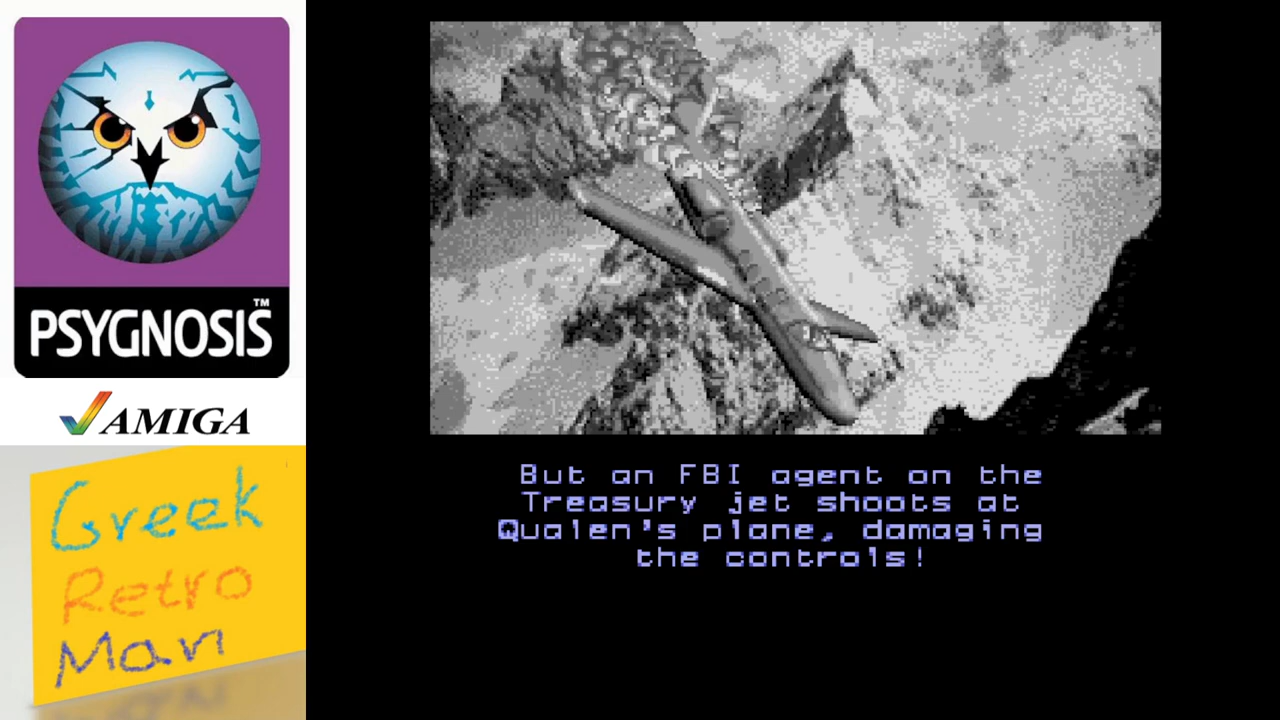 PSYGNOSIS™
AMIGA
Greek
Retro
Man
But an FBI agent on the
Treasury jet shoots at
Qualen's plane, damaging
the controls!